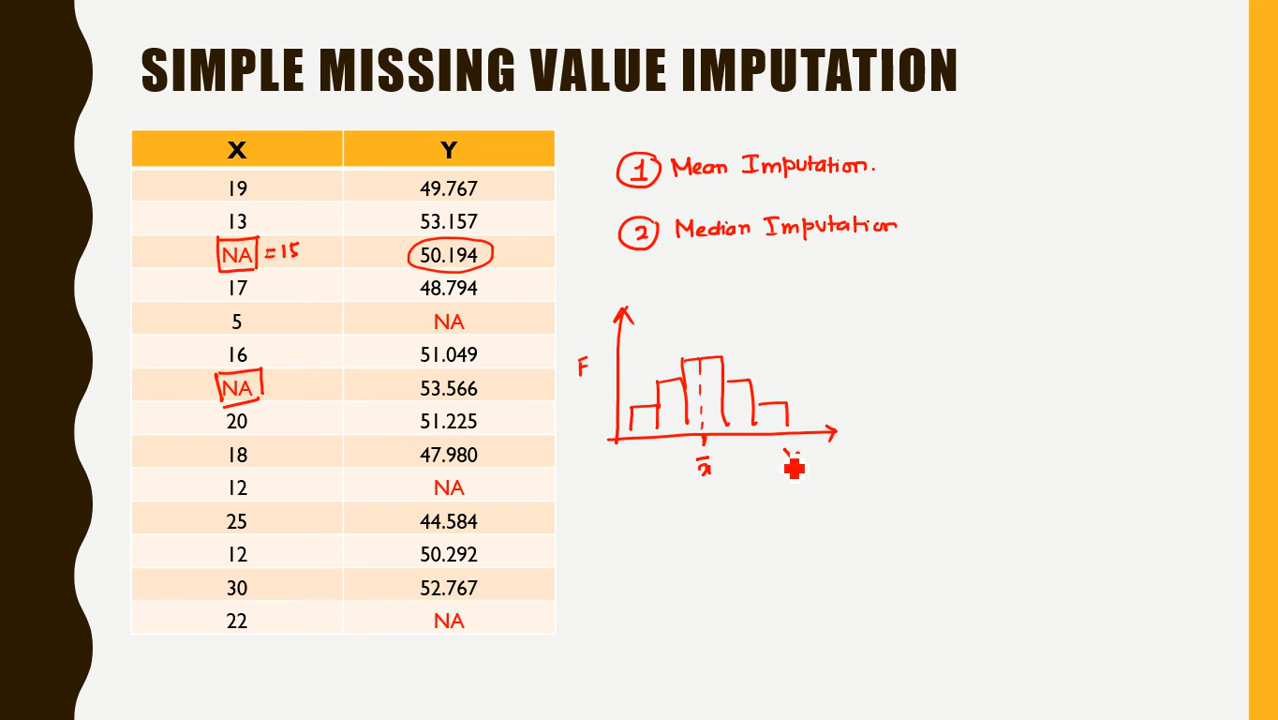 SIMPLE MISSING VALUE IMPUTATION
X Y
19 49.767
13 53.157
NA = 15 50.194
17 48.794
5 NA
16 51.049
NA 53.566
20 51.225
18 47.980
12 NA
25 44.584
12 50.292
30 52.767
22 NA
1 Mean Imputation.
2 Median Imputation
F
x̄